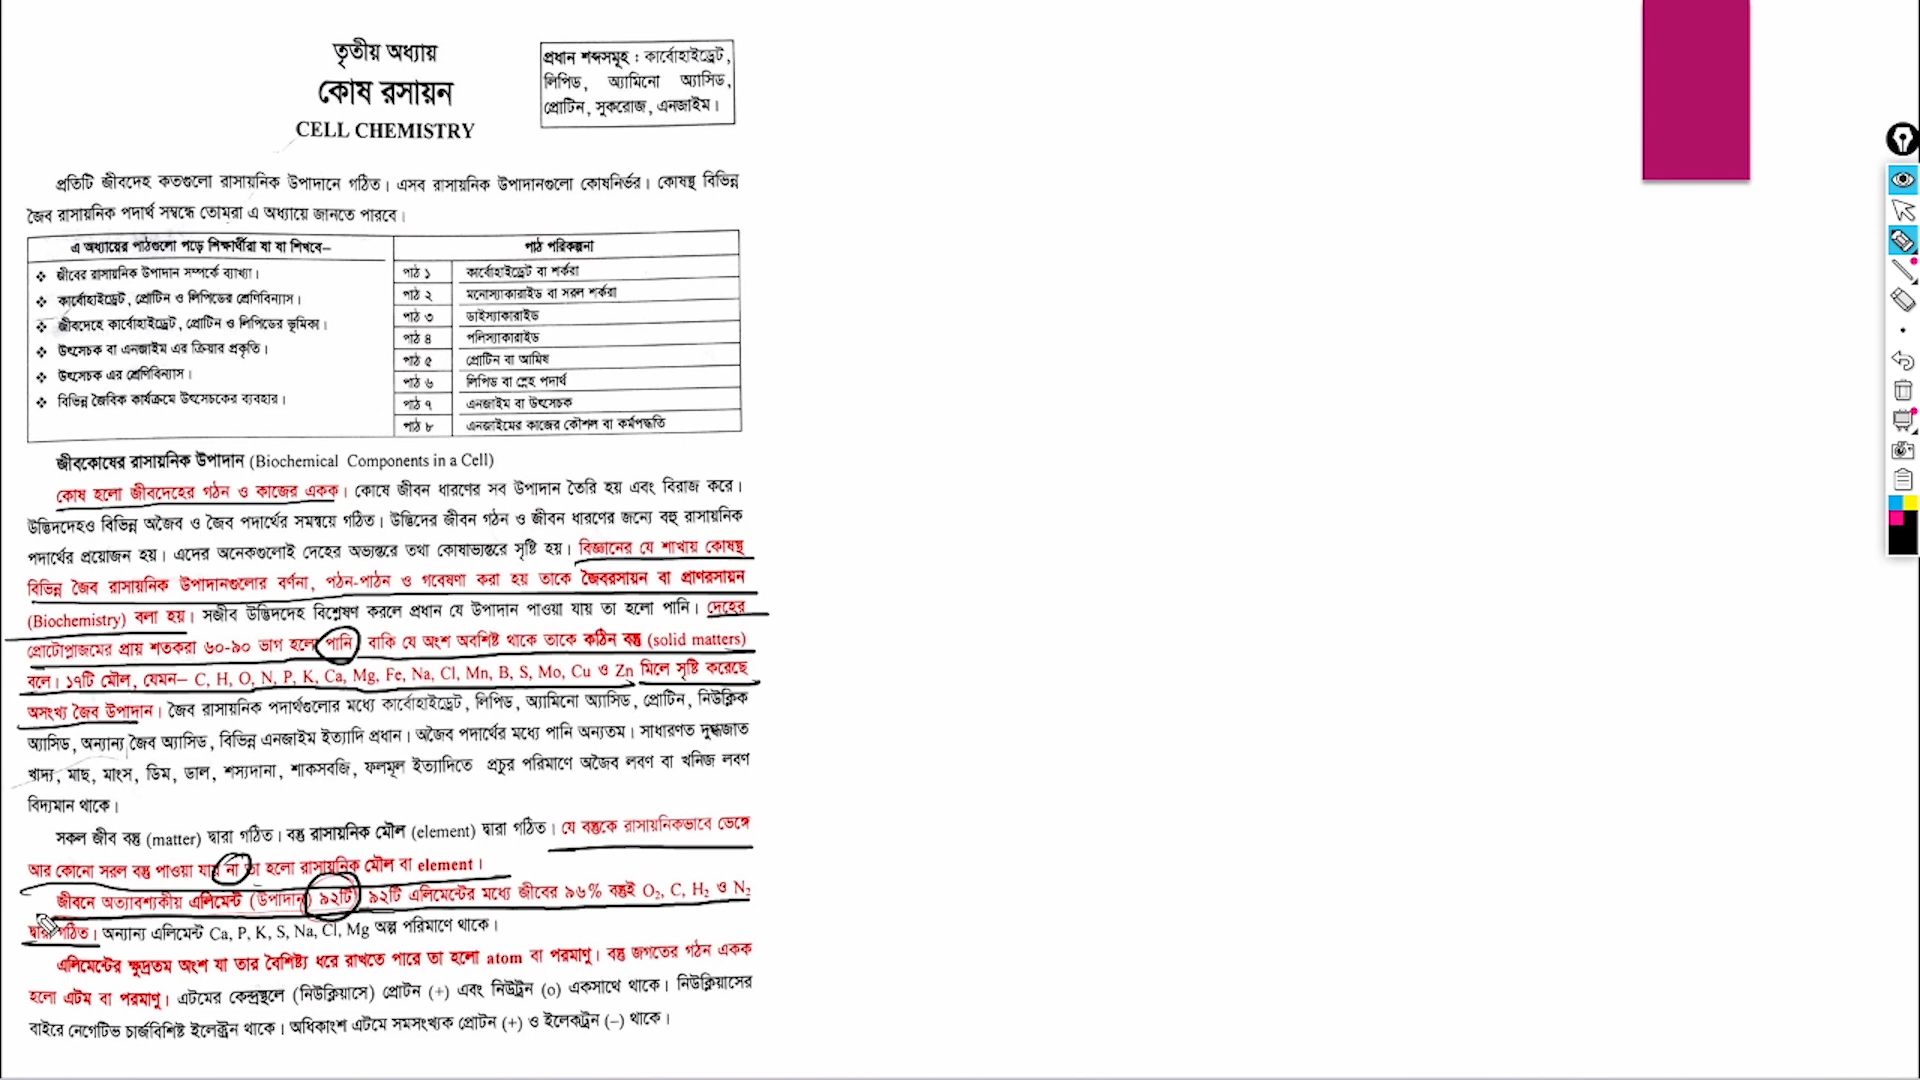 তৃতীয় অধ্যায়
কোষ রসায়ন
CELL CHEMISTRY
প্রধান শব্দসমূহ : কার্বোহাইড্রেট,
লিপিড, অ্যামিনো অ্যাসিড,
প্রোটিন, সুকরোজ, এনজাইম।
প্রতিটি জীবদেহ কতগুলো রাসায়নিক উপাদানে গঠিত। এসব রাসায়নিক উপাদানগুলো কোষনির্ভর। কোষস্থ বিভিন্ন
জৈব রাসায়নিক পদার্থ সম্বন্ধে তোমরা এ অধ্যায়ে জানতে পারবে।
এ অধ্যায়ের পাঠগুলো পড়ে শিক্ষার্থীরা যা যা শিখবে–
❖ জীবের রাসায়নিক উপাদান সম্পর্কে ব্যাখ্যা।
❖ কার্বোহাইড্রেট, প্রোটিন ও লিপিডের শ্রেণিবিন্যাস।
❖ জীবদেহে কার্বোহাইড্রেট, প্রোটিন ও লিপিডের ভূমিকা।
❖ উৎসেচক বা এনজাইম এর ক্রিয়ার প্রকৃতি।
❖ উৎসেচক এর শ্রেণিবিন্যাস।
❖ বিভিন্ন জৈবিক কার্যক্রমে উৎসেচকের ব্যবহার।
পাঠ পরিকল্পনা
পাঠ ১ কার্বোহাইড্রেট বা শর্করা
পাঠ ২ মনোস্যাকারাইড বা সরল শর্করা
পাঠ ৩ ডাইস্যাকারাইড
পাঠ ৪ পলিস্যাকারাইড
পাঠ ৫ প্রোটিন বা আমিষ
পাঠ ৬ লিপিড বা স্নেহ পদার্থ
পাঠ ৭ এনজাইম বা উৎসেচক
পাঠ ৮ এনজাইমের কাজের কৌশল বা কর্মপদ্ধতি
জীবকোষের রাসায়নিক উপাদান (Biochemical Components in a Cell)
কোষ হলো জীবদেহের গঠন ও কাজের একক। কোষে জীবন ধারণের সব উপাদান তৈরি হয় এবং বিরাজ করে।
উদ্ভিদদেহও বিভিন্ন অজৈব ও জৈব পদার্থের সমন্বয়ে গঠিত। উদ্ভিদের জীবন গঠন ও জীবন ধারণের জন্যে বহু রাসায়নিক
পদার্থের প্রয়োজন হয়। এদের অনেকগুলোই দেহের অভ্যন্তরে তথা কোষাভ্যন্তরে সৃষ্টি হয়। বিজ্ঞানের যে শাখায় কোষস্থ
বিভিন্ন জৈব রাসায়নিক উপাদানগুলোর বর্ণনা, পঠন-পাঠন ও গবেষণা করা হয় তাকে জৈবরসায়ন বা প্রাণরসায়ন
(Biochemistry) বলা হয়। সজীব উদ্ভিদদেহ বিশ্লেষণ করলে প্রধান যে উপাদান পাওয়া যায় তা হলো পানি। দেহের
প্রোটোপ্লাজমের প্রায় শতকরা ৬০-৯০ ভাগ হলো পানি বাকি যে অংশ অবশিষ্ট থাকে তাকে কঠিন বস্তু (solid matters)
বলে। ১৭টি মৌল, যেমন– C, H, O, N, P, K, Ca, Mg, Fe, Na, Cl, Mn, B, S, Mo, Cu ও Zn মিলে সৃষ্টি করেছে
অসংখ্য জৈব উপাদান। জৈব রাসায়নিক পদার্থগুলোর মধ্যে কার্বোহাইড্রেট, লিপিড, অ্যামিনো অ্যাসিড, প্রোটিন, নিউক্লিক
অ্যাসিড, অন্যান্য জৈব অ্যাসিড, বিভিন্ন এনজাইম ইত্যাদি প্রধান। অজৈব পদার্থের মধ্যে পানি অন্যতম। সাধারণত দুগ্ধজাত
খাদ্য, মাছ, মাংস, ডিম, ডাল, শস্যদানা, শাকসবজি, ফলমূল ইত্যাদিতে প্রচুর পরিমাণে অজৈব লবণ বা খনিজ লবণ
বিদ্যমান থাকে।
সকল জীব বস্তু (matter) দ্বারা গঠিত। বস্তু রাসায়নিক মৌল (element) দ্বারা গঠিত। যে বস্তুকে রাসায়নিকভাবে ভেঙ্গে
আর কোনো সরল বস্তু পাওয়া যায় না তা হলো রাসায়নিক মৌল বা element।
জীবনে অত্যাবশ্যকীয় এলিমেন্ট (উপাদান) ৯২টি ৯২টি এলিমেন্টের মধ্যে জীবের ৯৬% বস্তুই O₂, C, H₂ ও N₂
দ্বারা গঠিত। অন্যান্য এলিমেন্ট Ca, P, K, S, Na, Cl, Mg অল্প পরিমাণে থাকে।
এলিমেন্টের ক্ষুদ্রতম অংশ যা তার বৈশিষ্ট্য ধরে রাখতে পারে তা হলো atom বা পরমাণু। বস্তু জগতের গঠন একক
হলো এটম বা পরমাণু। এটমের কেন্দ্রস্থলে (নিউক্লিয়াসে) প্রোটন (+) এবং নিউট্রন (o) একসাথে থাকে। নিউক্লিয়াসের
বাইরে নেগেটিভ চার্জবিশিষ্ট ইলেক্ট্রন থাকে। অধিকাংশ এটমে সমসংখ্যক প্রোটন (+) ও ইলেকট্রন (–) থাকে।